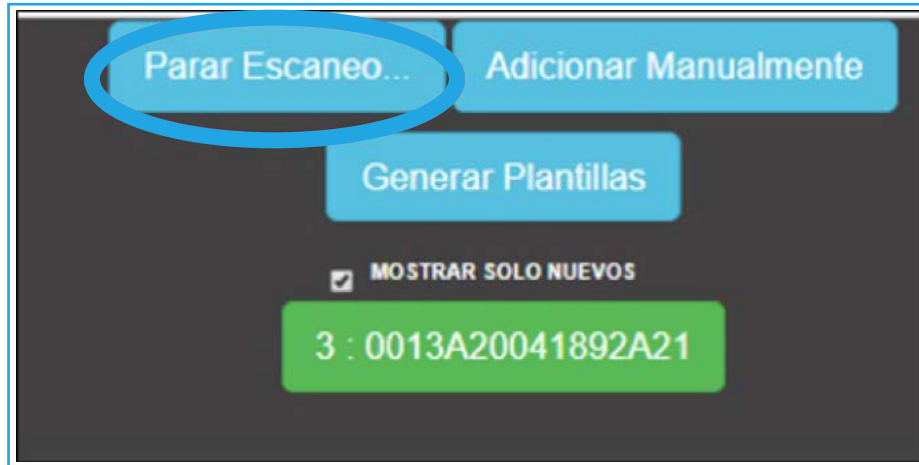 Parar Escaneo... Adicionar Manualmente
Generar Plantillas
MOSTRAR SOLO NUEVOS
3 : 0013A20041892A21